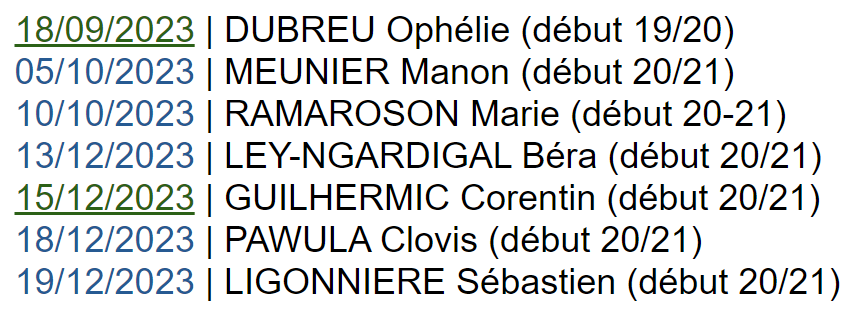 18/09/2023 | DUBREU Ophélie (début 19/20)
05/10/2023 | MEUNIER Manon (début 20/21)
10/10/2023 | RAMAROSON Marie (début 20-21)
13/12/2023 | LEY-NGARDIGAL Béra (début 20/21)
15/12/2023 | GUILHERMIC Corentin (début 20/21)
18/12/2023 | PAWULA Clovis (début 20/21)
19/12/2023 | LIGONNIERE Sébastien (début 20/21)